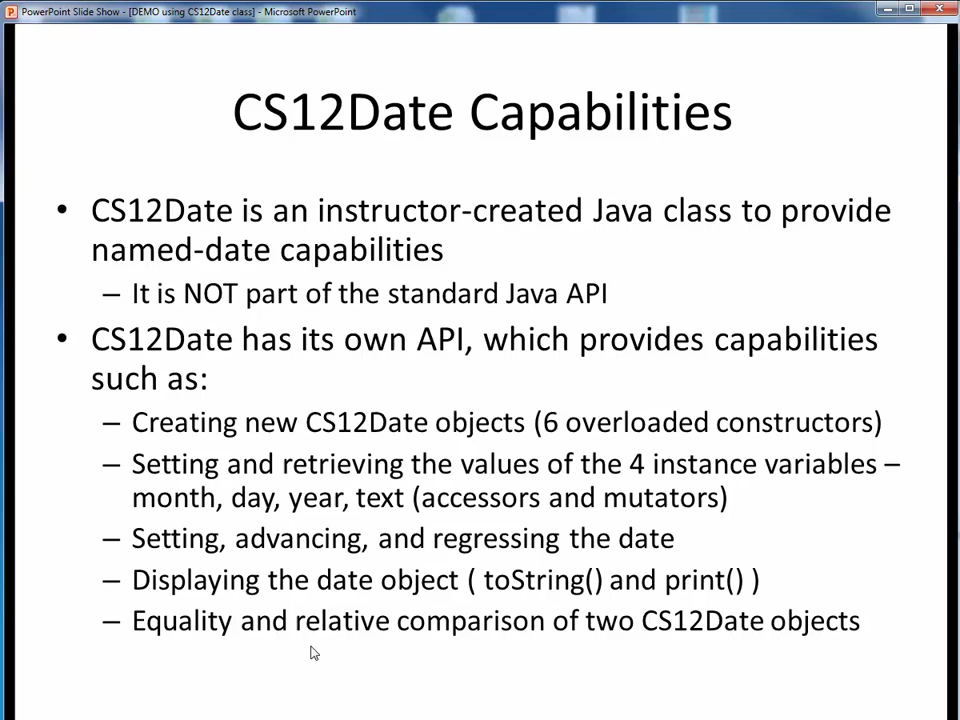 PowerPoint Slide Show - [DEMO using CS12Date class] - Microsoft PowerPoint
CS12Date Capabilities
• CS12Date is an instructor-created Java class to provide
named-date capabilities
– It is NOT part of the standard Java API
• CS12Date has its own API, which provides capabilities
such as:
– Creating new CS12Date objects (6 overloaded constructors)
– Setting and retrieving the values of the 4 instance variables –
month, day, year, text (accessors and mutators)
– Setting, advancing, and regressing the date
– Displaying the date object ( toString() and print() )
– Equality and relative comparison of two CS12Date objects